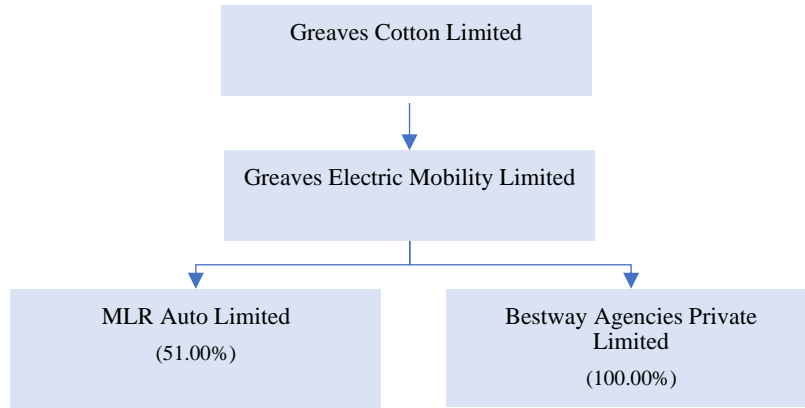 Greaves Cotton Limited
Greaves Electric Mobility Limited
MLR Auto Limited
(51.00%)
Bestway Agencies Private
Limited
(100.00%)